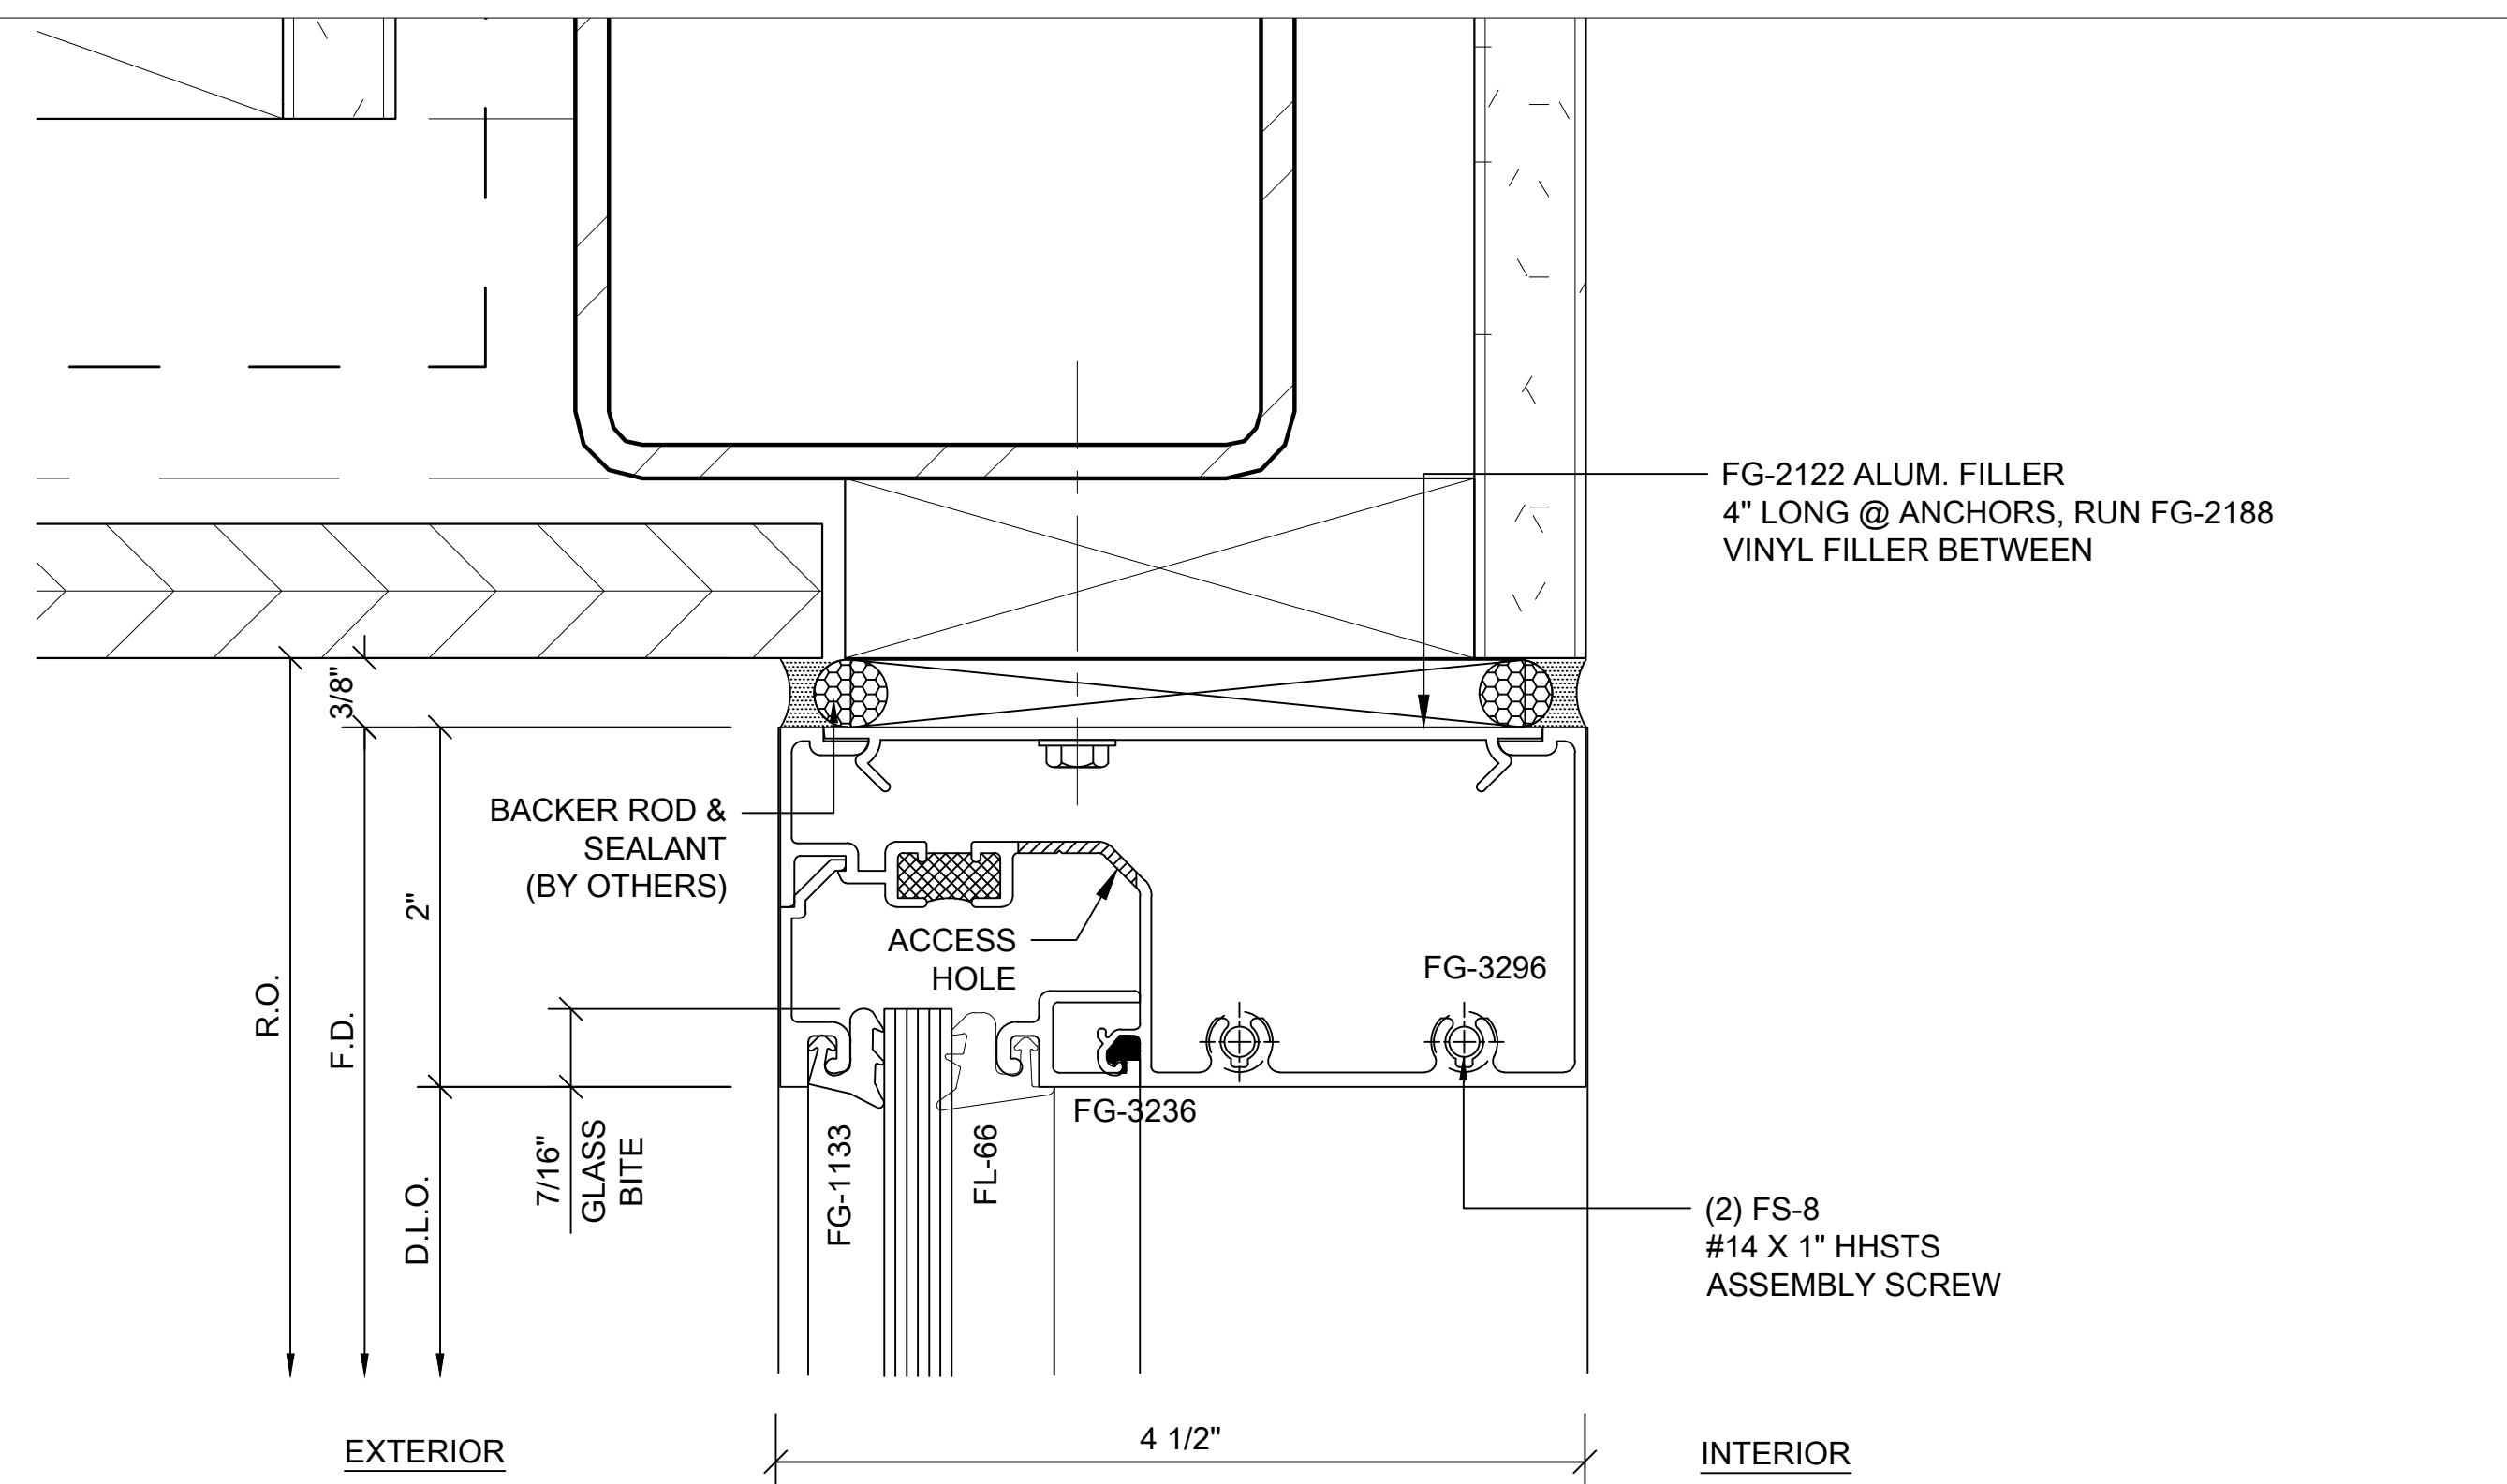 FG-2122 ALUM. FILLER
4" LONG @ ANCHORS, RUN FG-2188
VINYL FILLER BETWEEN
3/8"
BACKER ROD &
SEALANT
(BY OTHERS)
2"
ACCESS
HOLE
FG-3296
R.O.
F.D.
D.L.O.
7/16"
GLASS
BITE
FG-1133
FL-66
FG-3236
(2) FS-8
#14 X 1" HHSTS
ASSEMBLY SCREW
4 1/2"
EXTERIOR
INTERIOR